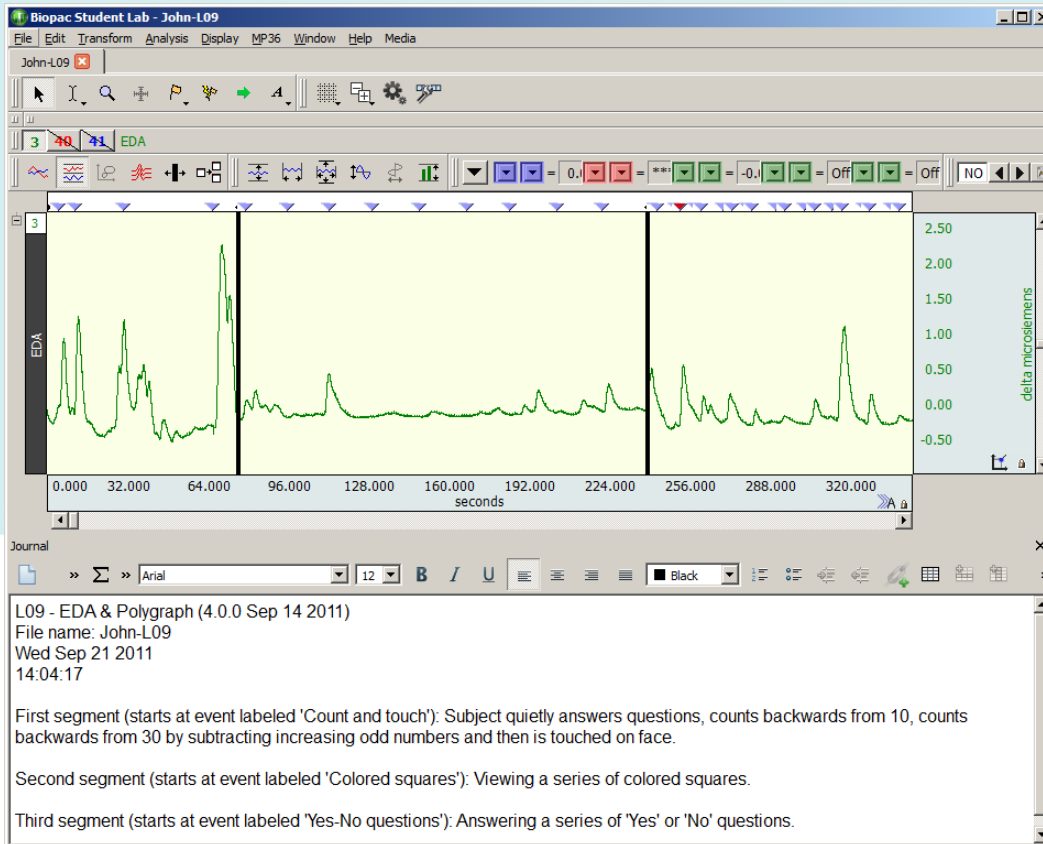 Biopac Student Lab - John-L09
File Edit Transform Analysis Display MP36 Window Help Media
John-L09
3 40 41 EDA
= 0.( = *** = -0.( = Off = Off NO
3
EDA
2.50
2.00
1.50
1.00
0.50
0.00
-0.50
delta microsiemens
0.000 32.000 64.000 96.000 128.000 160.000 192.000 224.000 256.000 288.000 320.000
seconds
Journal
» Σ » Arial 12 B I U Black
L09 - EDA & Polygraph (4.0.0 Sep 14 2011)
File name: John-L09
Wed Sep 21 2011
14:04:17
First segment (starts at event labeled 'Count and touch'): Subject quietly answers questions, counts backwards from 10, counts
backwards from 30 by subtracting increasing odd numbers and then is touched on face.
Second segment (starts at event labeled 'Colored squares'): Viewing a series of colored squares.
Third segment (starts at event labeled 'Yes-No questions'): Answering a series of 'Yes' or 'No' questions.